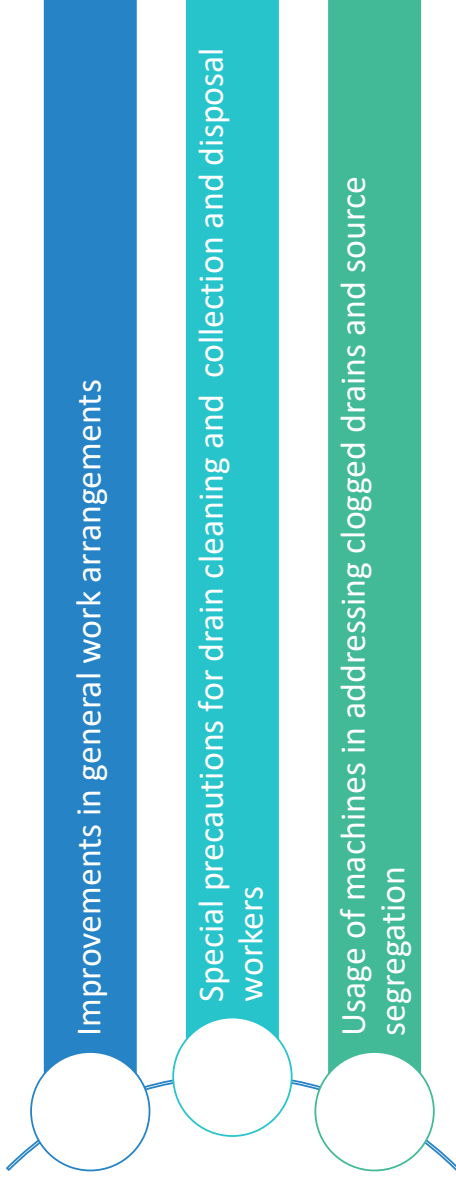 Improvements in general work arrangements
Special precautions for drain cleaning and  collection and disposal
workers
Usage of machines in addressing clogged drains and source
segregation